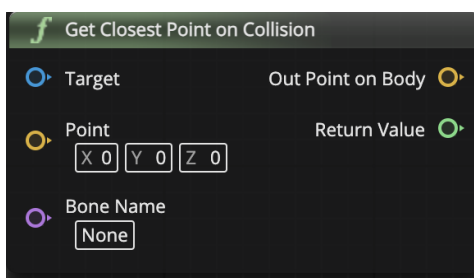 f Get Closest Point on Collision
Target Out Point on Body
Point Return Value
X 0 Y 0 Z 0
Bone Name
None